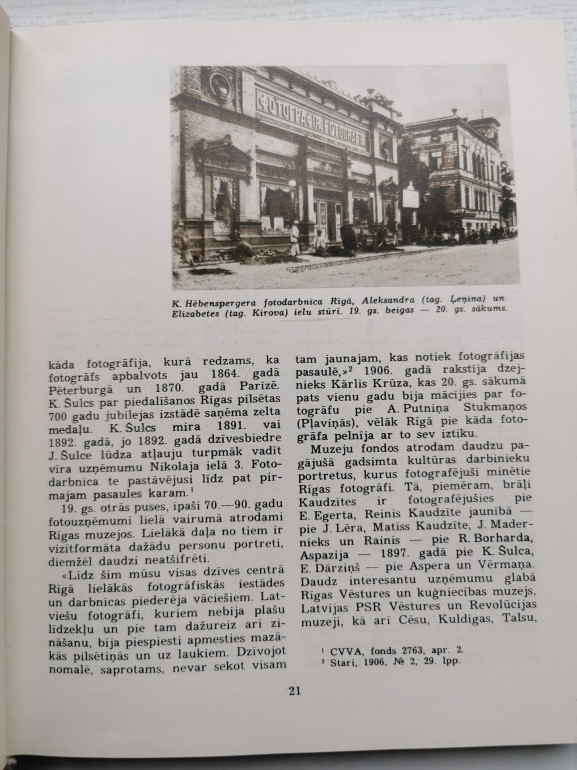 ФОТОГРАФІЯ. FOTOGRAFI
K. Hēbenspergera fotodarbnīca Rīgā, Aleksandra (tag. Ļeņina) un
Elizabetes (tag. Kirova) ielu stūrī. 19. gs. beigas — 20. gs. sākums.
kāda fotogrāfija, kurā redzams, ka
fotogrāfs apbalvots jau 1864. gadā
Pēterburgā un 1870. gadā Parīzē.
K. Šulcs par piedalīšanos Rīgas pilsētas
700 gadu jubilejas izstādē saņēma zelta
medaļu. K. Šulcs mira 1891. vai
1892. gadā, jo 1892. gadā dzīvesbiedre
J. Šulce lūdza atļauju turpmāk vadīt
vīra uzņēmumu Nikolaja ielā 3. Foto-
darbnīca te pastāvējusi līdz pat pir-
majam pasaules karam.¹
19. gs. otrās puses, īpaši 70.—90. gadu
fotouzņēmumi lielā vairumā atrodami
Rīgas muzejos. Lielākā daļa no tiem ir
vizītformāta dažādu personu portreti,
diemžēl daudzi neatšifrēti.
«Līdz šim mūsu visas dzīves centrā
Rīgā lielākās fotogrāfiskās iestādes
un darbnīcas piederēja vāciešiem. Lat-
viešu fotogrāfi, kuriem nebija plašu
līdzekļu un pie tam dažureiz arī zi-
nāšanu, bija piespiesti apmesties mazā-
kās pilsētiņās un uz laukiem. Dzīvojot
nomalē, saprotams, nevar sekot visam
tam jaunajam, kas notiek fotogrāfijas
pasaulē,»² 1906. gadā rakstīja dzej-
nieks Kārlis Krūza, kas 20. gs. sākumā
pats vienu gadu bija mācījies par fo-
togrāfu pie A. Putniņa Stukmaņos
(Pļaviņās), vēlāk Rīgā pie kāda foto-
grāfa pelnīja ar to sev iztiku.
Muzeju fondos atrodam daudzu pa-
gājušā gadsimta kultūras darbinieku
portretus, kurus fotografējuši minētie
Rīgas fotogrāfi. Tā, piemēram, brāļi
Kaudzītes ir fotografējušies pie
E. Egerta, Reinis Kaudzīte jaunībā —
pie J. Lēra, Matīss Kaudzīte, J. Mader-
nieks un Rainis — pie R. Borharda,
Aspazija — 1897. gadā pie K. Šulca,
E. Dārziņš — pie Aspera un Vērmaņa.
Daudz interesantu uzņēmumu glabā
Rīgas Vēstures un kuģniecības muzejs,
Latvijas PSR Vēstures un Revolūcijas
muzeji, kā arī Cēsu, Kuldīgas, Talsu,
¹ CVVA, fonds 2763, apr. 2.
² Stari, 1906, № 2, 29. lpp.
21